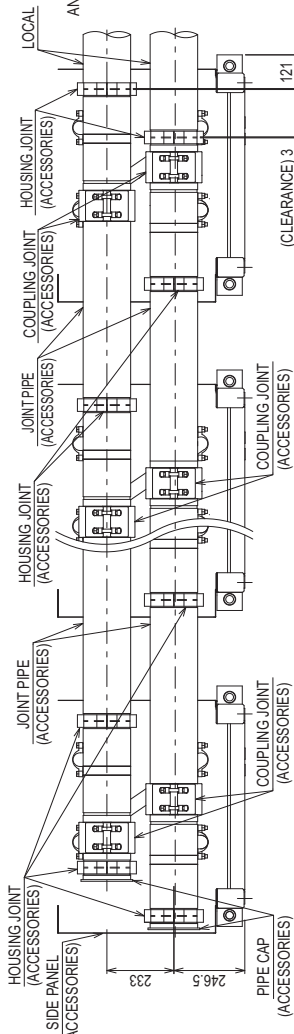 LOCAL
AN
HOUSING JOINT
(ACCESSORIES)
COUPLING JOINT
(ACCESSORIES)
JOINT PIPE
(ACCESSORIES)
HOUSING JOINT
(ACCESSORIES)
JOINT PIPE
(ACCESSORIES)
HOUSING JOINT
(ACCESSORIES)
SIDE PANEL
ACCESSORIES)
121
(CLEARANCE) 3
COUPLING JOINT
(ACCESSORIES)
COUPLING JOINT
(ACCESSORIES)
PIPE CAP
(ACCESSORIES)
233
246.5